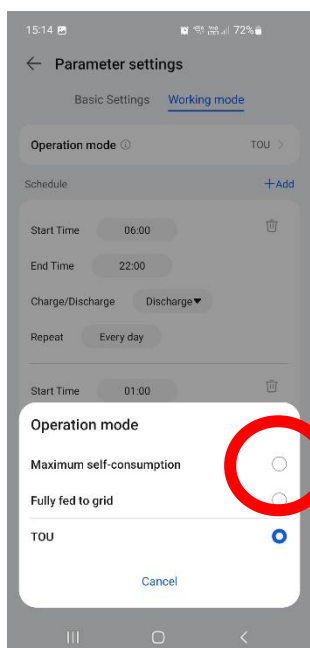 15:14 72%
Parameter settings
Basic Settings Working mode
Operation mode TOU
Schedule +Add
Start Time 06:00
End Time 22:00
Charge/Discharge Discharge
Repeat Every day
Start Time 01:00
Operation mode
Maximum self-consumption
Fully fed to grid
TOU
Cancel